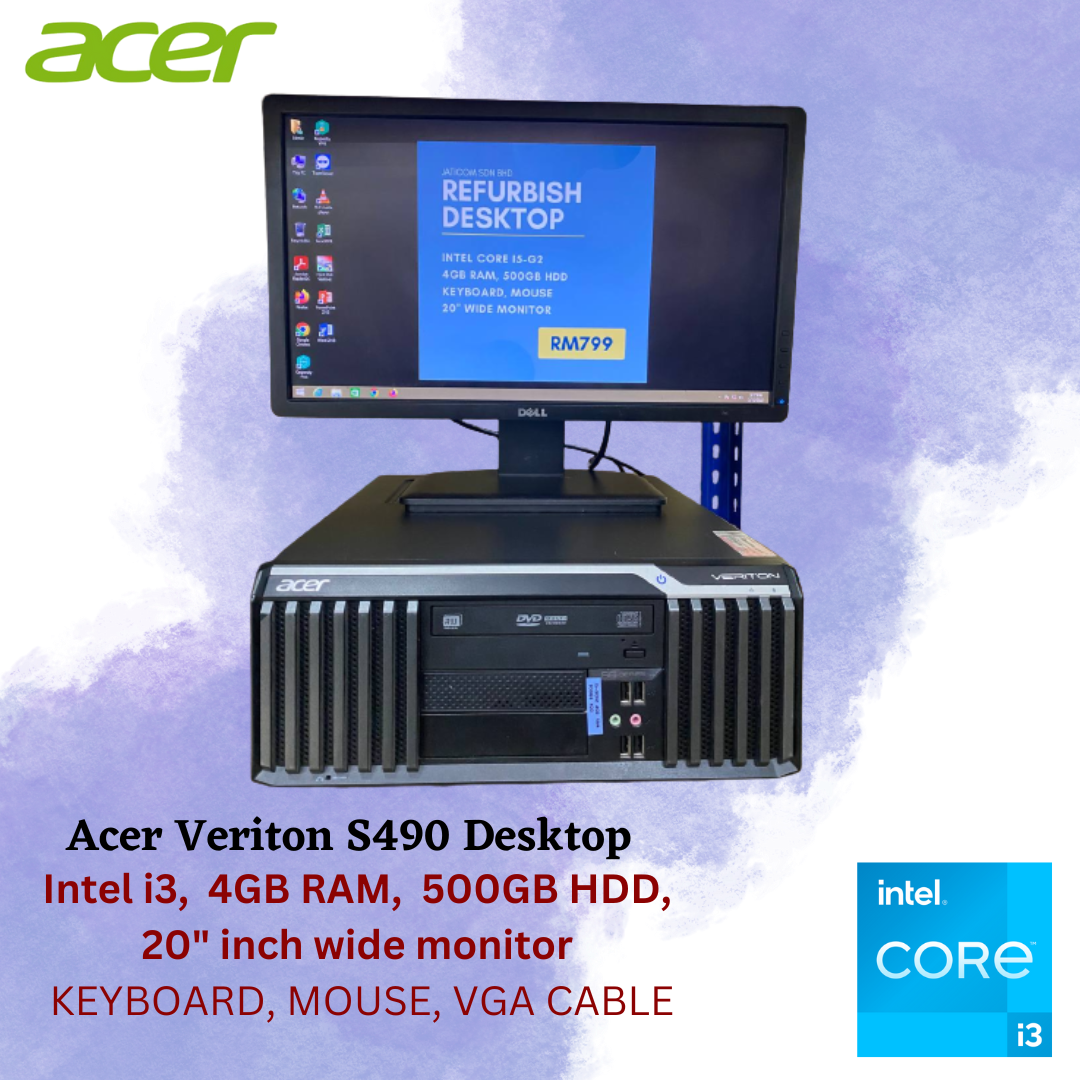 acer
JATICOM SDN BHD
REFURBISH
DESKTOP
INTEL CORE I5-G2
4GB RAM, 500GB HDD
KEYBOARD, MOUSE
20" WIDE MONITOR
RM799
DELL
acer
VERITON
DVD
Acer Veriton S490 Desktop
Intel i3, 4GB RAM, 500GB HDD,
20" inch wide monitor
KEYBOARD, MOUSE, VGA CABLE
intel.
CORE™
i3